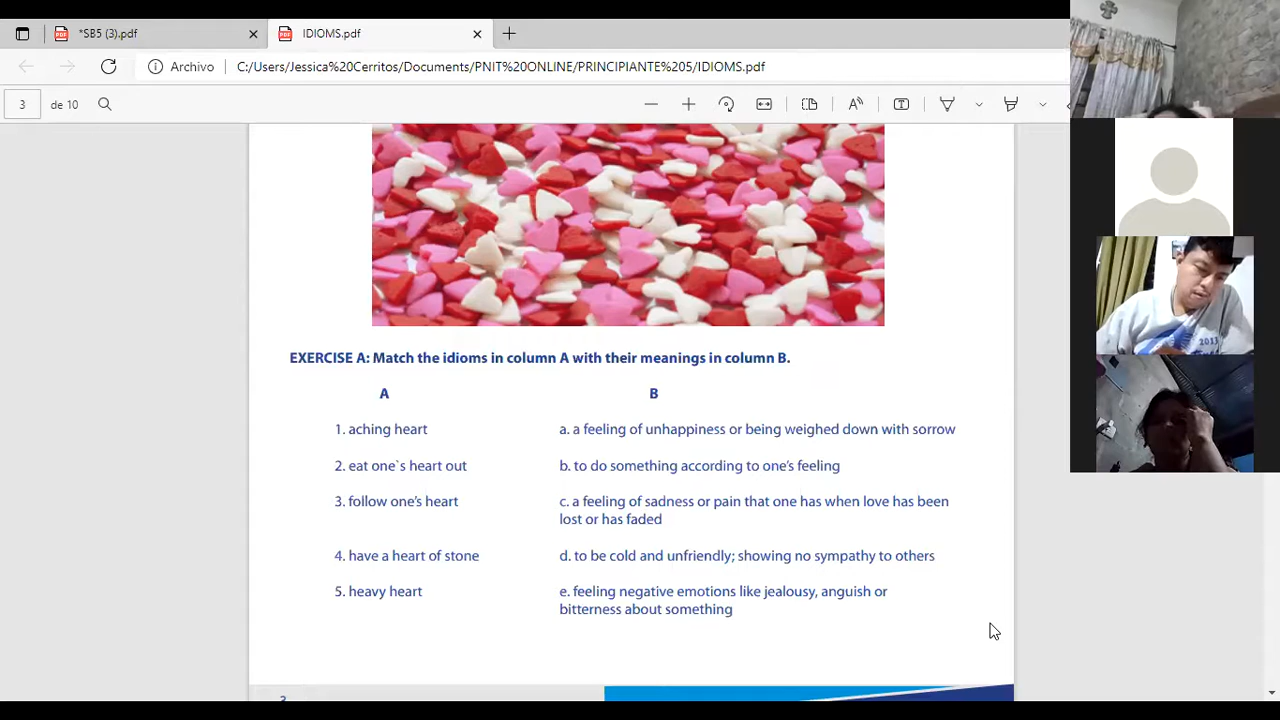 *SB5 (3).pdf
IDIOMS.pdf
Archivo
C:/Users/Jessica%20Cerritos/Documents/PNIT%20ONLINE/PRINCIPIANTE%205/IDIOMS.pdf
3
de 10
EXERCISE A: Match the idioms in column A with their meanings in column B.
A
B
1. aching heart
a. a feeling of unhappiness or being weighed down with sorrow
2. eat one`s heart out
b. to do something according to one's feeling
3. follow one's heart
c. a feeling of sadness or pain that one has when love has been
lost or has faded
4. have a heart of stone
d. to be cold and unfriendly; showing no sympathy to others
5. heavy heart
e. feeling negative emotions like jealousy, anguish or
bitterness about something
3
2013